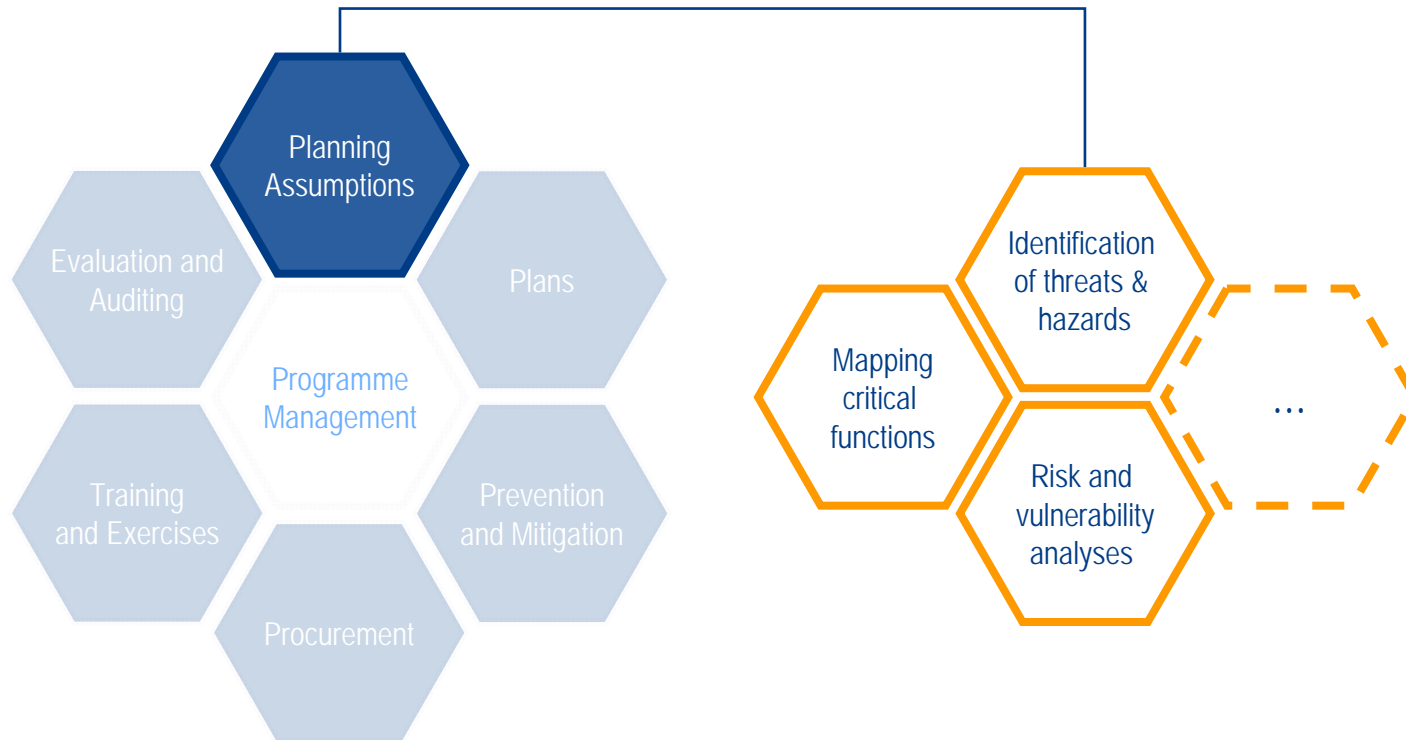 Planning
Assumptions
Evaluation and
Auditing
Plans
Programme
Management
Training
and Exercises
Prevention
and Mitigation
Procurement
Identification
of threats &
hazards
Mapping
critical
functions
...
Risk and
vulnerability
analyses